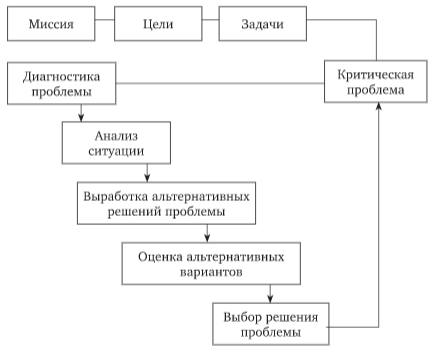 Миссия
Цели
Задачи
Критическая
проблема
Диагностика
проблемы
Анализ
ситуации
Выработка альтернативных
решений проблемы
Оценка альтернативных
вариантов
Выбор решения
проблемы